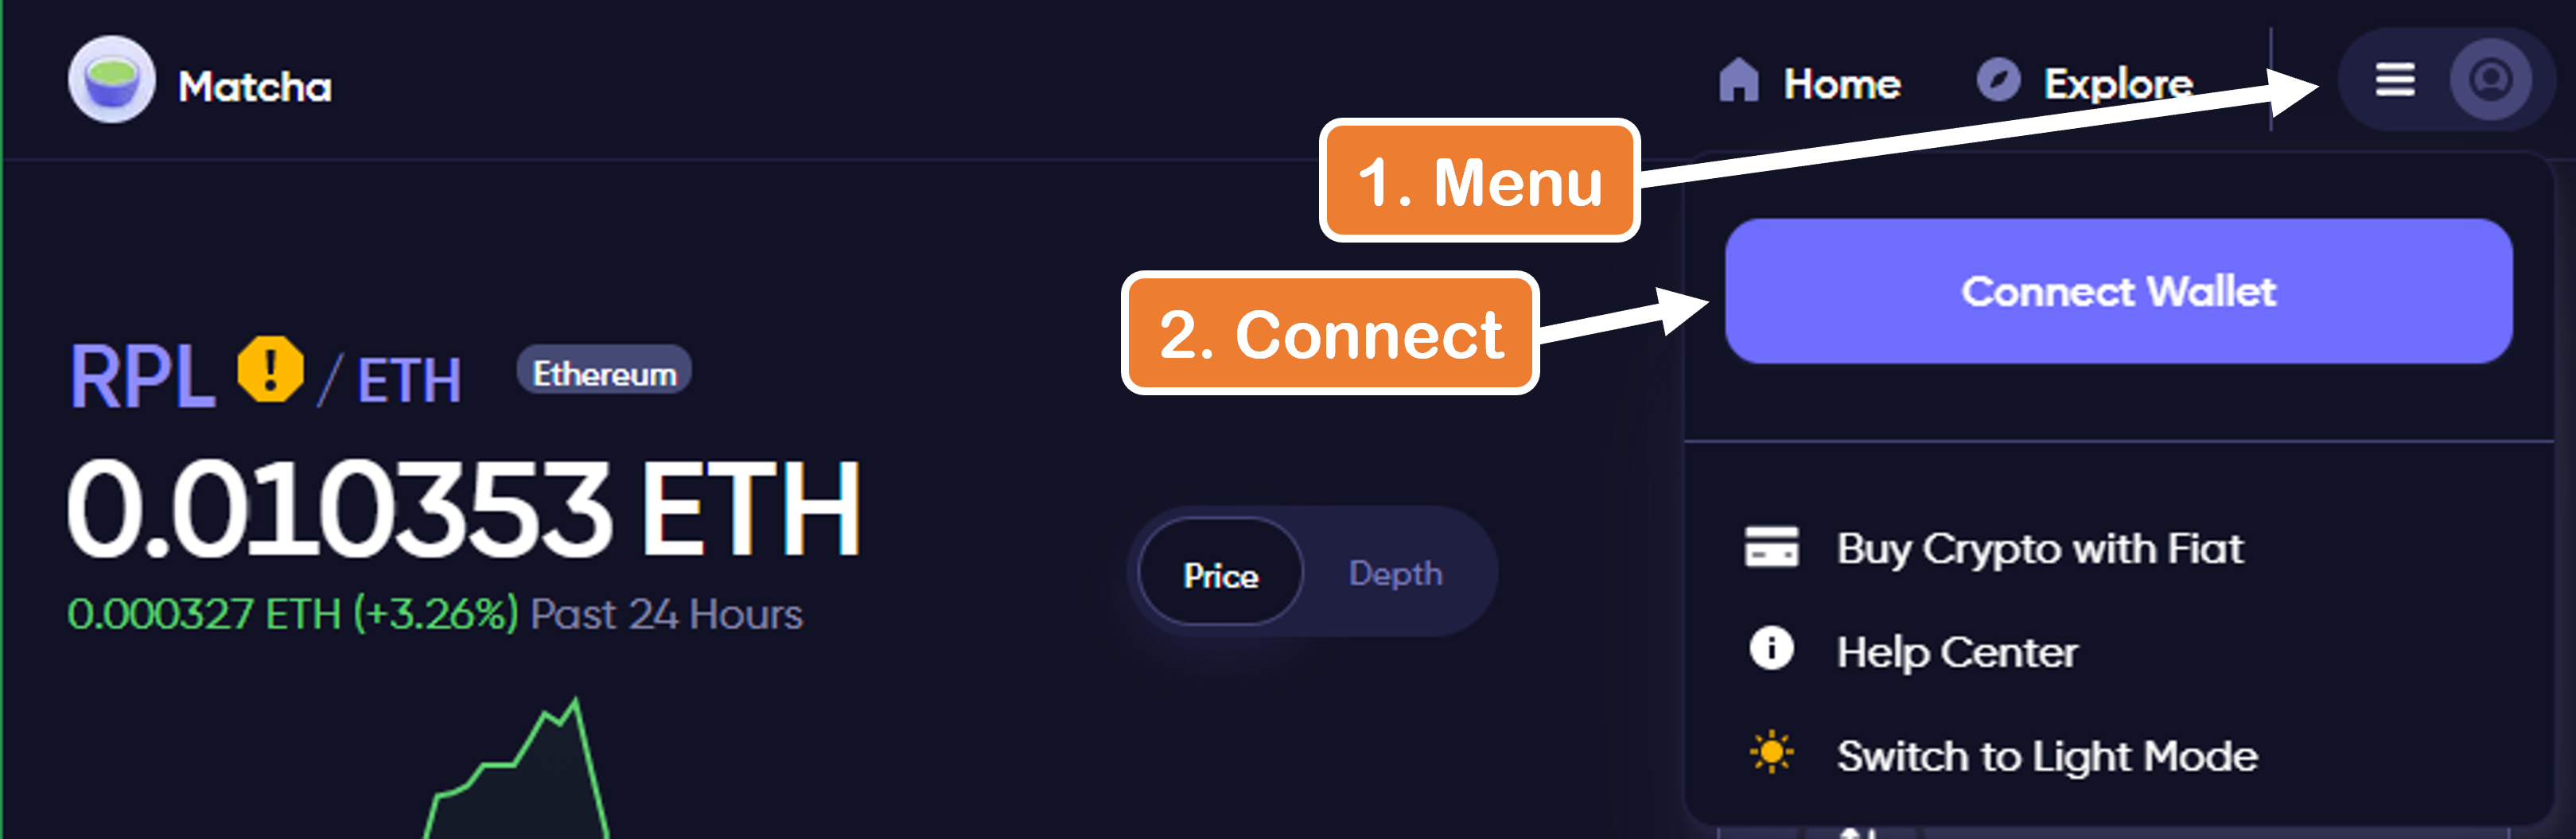 Matcha
Home
Explore
1. Menu
Connect Wallet
2. Connect
RPL ! / ETH Ethereum
0.010353 ETH
0.000327 ETH (+3.26%) Past 24 Hours
Price
Depth
Buy Crypto with Fiat
Help Center
Switch to Light Mode